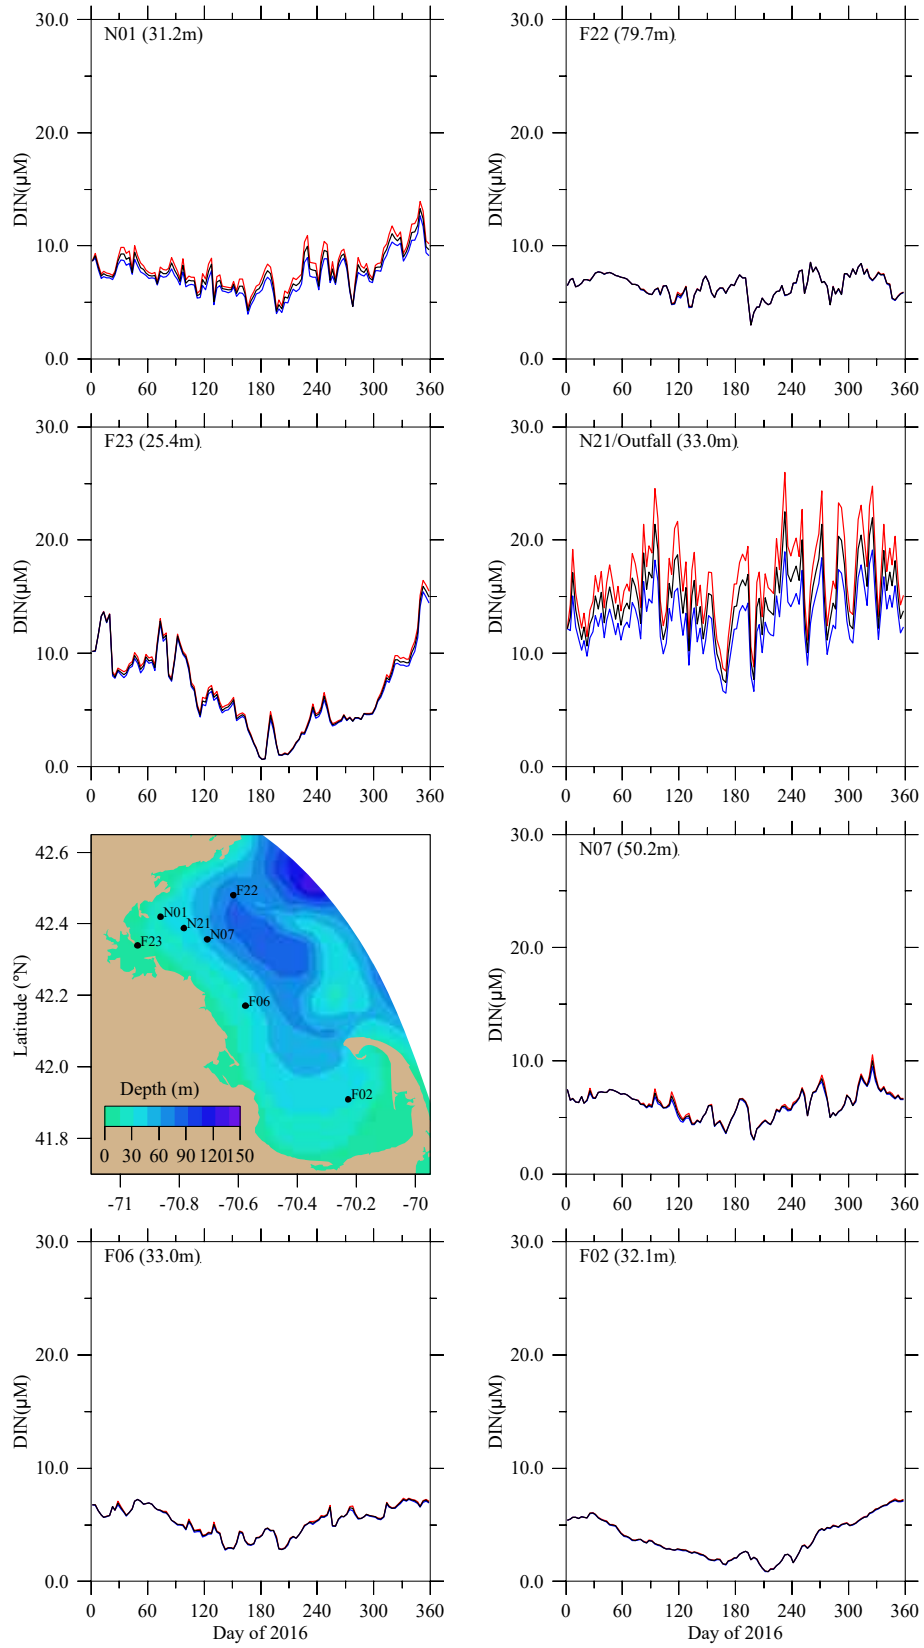 N01 (31.2m)
30.0
20.0
10.0
0.0
DIN(µM)
0 60 120 180 240 300 360
F22 (79.7m)
30.0
20.0
10.0
0.0
DIN(µM)
0 60 120 180 240 300 360
F23 (25.4m)
30.0
20.0
10.0
0.0
DIN(µM)
0 60 120 180 240 300 360
N21/Outfall (33.0m)
30.0
20.0
10.0
0.0
DIN(µM)
0 60 120 180 240 300 360
42.6
42.4
42.2
42.0
41.8
Latitude (°N)
F22
N01
N21
N07
F23
F06
F02
Depth (m)
0 30 60 90 120 150
-71 -70.8 -70.6 -70.4 -70.2 -70
N07 (50.2m)
30.0
20.0
10.0
0.0
DIN(µM)
0 60 120 180 240 300 360
F06 (33.0m)
30.0
20.0
10.0
0.0
DIN(µM)
0 60 120 180 240 300 360
Day of 2016
F02 (32.1m)
30.0
20.0
10.0
0.0
DIN(µM)
0 60 120 180 240 300 360
Day of 2016